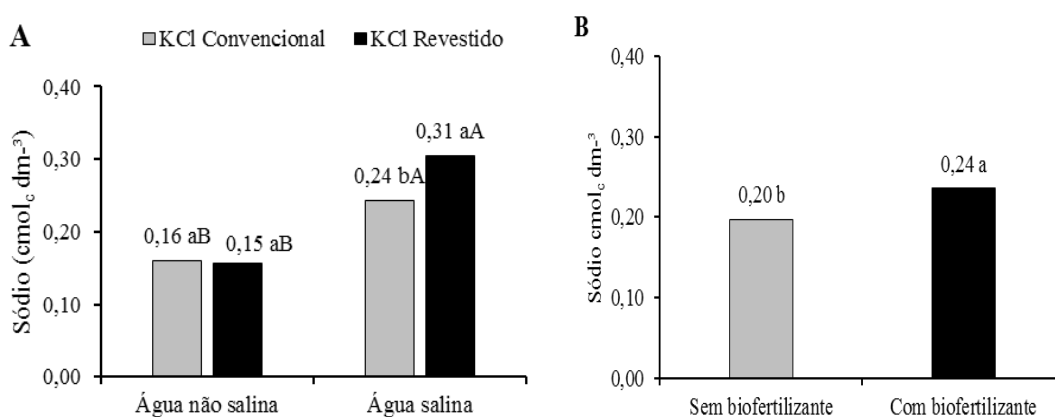 A
KCl Convencional KCl Revestido
Sódio (cmolc dm-³)
0,40
0,30
0,20
0,10
0,00
0,16 aB
0,15 aB
0,24 bA
0,31 aA
Água não salina
Água salina
B
Sódio cmolc dm-³
0,40
0,30
0,20
0,10
0,00
0,20 b
0,24 a
Sem biofertilizante
Com biofertilizante